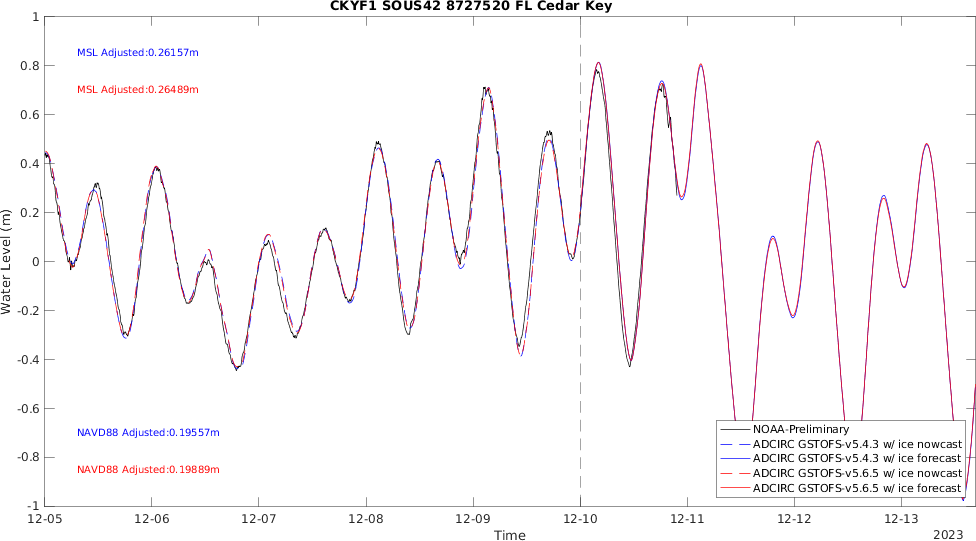 CKYF1 SOUS42 8727520 FL Cedar Key
MSL Adjusted:0.26157m
MSL Adjusted:0.26489m
NAVD88 Adjusted:0.19557m
NAVD88 Adjusted:0.19889m
Water Level (m)
1
0.8
0.6
0.4
0.2
0
-0.2
-0.4
-0.6
-0.8
-1
NOAA-Preliminary
ADCIRC GSTOFS-v5.4.3 w/ ice nowcast
ADCIRC GSTOFS-v5.4.3 w/ ice forecast
ADCIRC GSTOFS-v5.6.5 w/ ice nowcast
ADCIRC GSTOFS-v5.6.5 w/ ice forecast
12-05 12-06 12-07 12-08 12-09 12-10 12-11 12-12 12-13
Time
2023